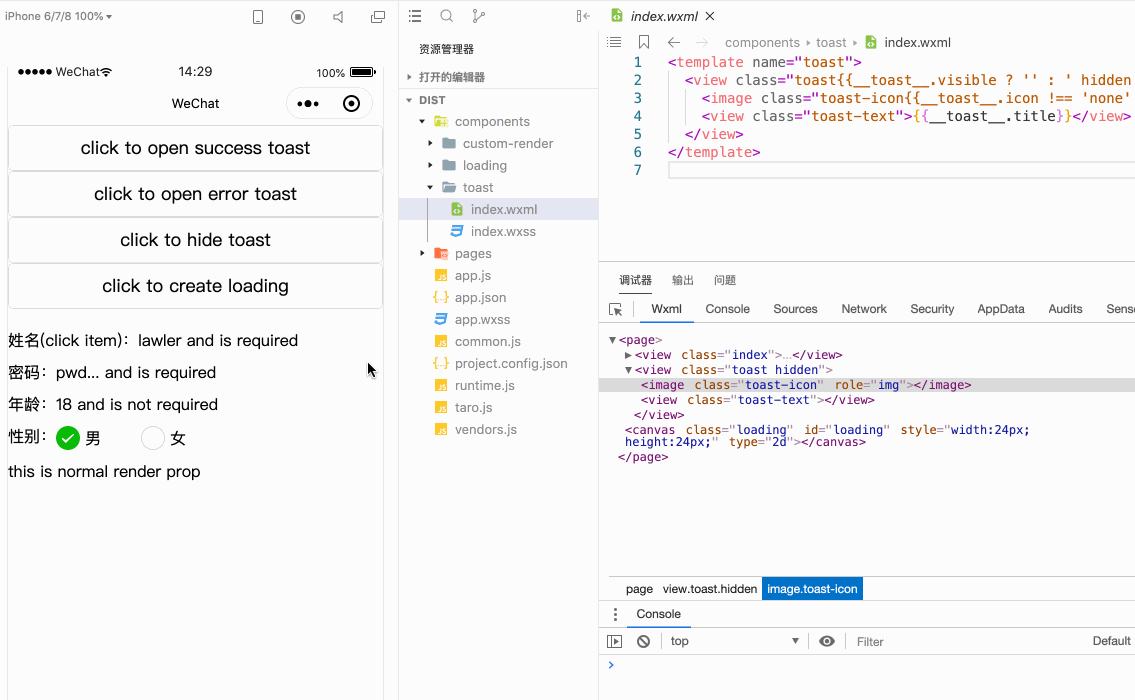 iPhone 6/7/8 100%
WeChat
14:29
100%
WeChat
click to open success toast
click to open error toast
click to hide toast
click to create loading
姓名(click item)：lawler and is required
密码：pwd... and is required
年龄：18 and is not required
性别：男 女
this is normal render prop
资源管理器
打开的编辑器
DIST
components
custom-render
loading
toast
index.wxml
index.wxss
pages
app.js
app.json
app.wxss
common.js
project.config.json
runtime.js
taro.js
vendors.js
index.wxml
components toast index.wxml
1 <template name="toast">
2 <view class="toast{{__toast__.visible ? '' : ' hidden
3 <image class="toast-icon{{__toast__.icon !== 'none'
4 <view class="toast-text">{{__toast__.title}}</view>
5 </view>
6 </template>
7
调试器 输出 问题
Wxml Console Sources Network Security AppData Audits Sens
<page>
<view class="index">…</view>
<view class="toast hidden">
<image class="toast-icon" role="img"></image>
<view class="toast-text"></view>
</view>
<canvas class="loading" id="loading" style="width:24px;
height:24px;" type="2d"></canvas>
</page>
page view.toast.hidden image.toast-icon
Console
top Filter Default